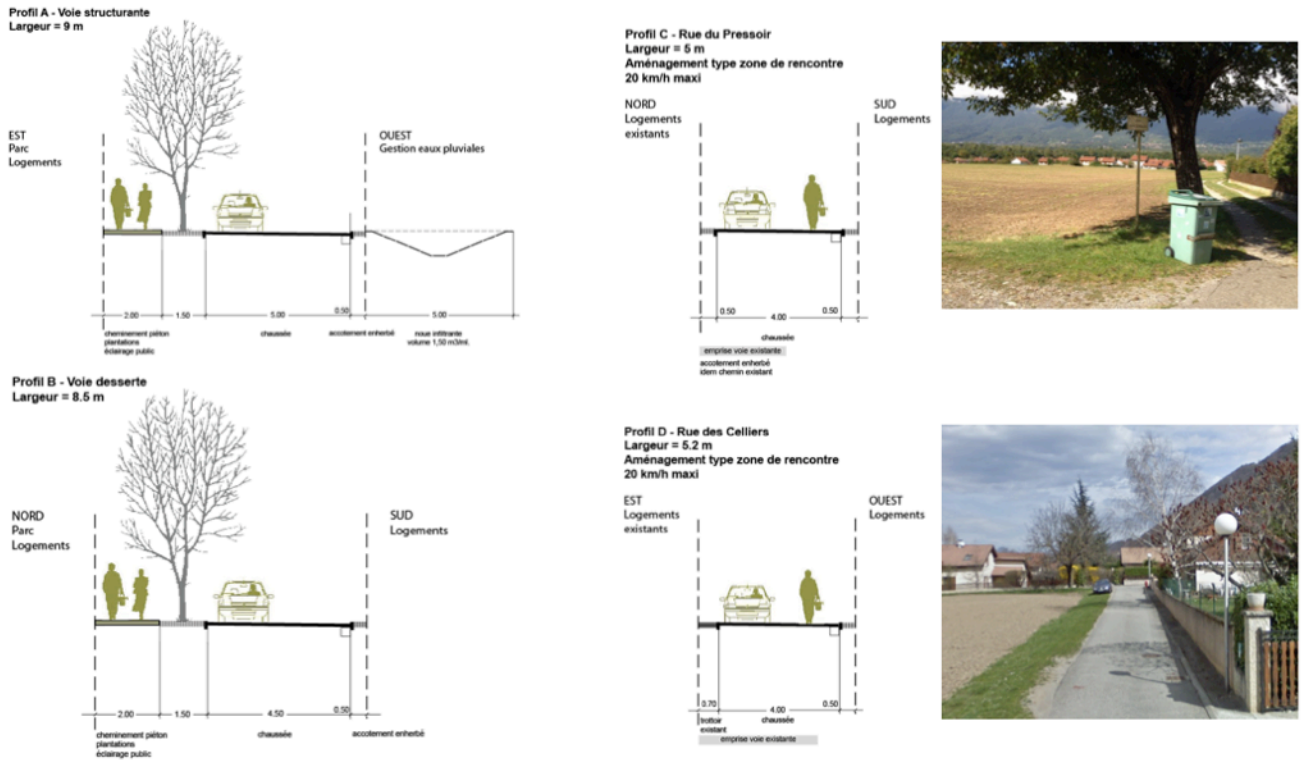 Profil A - Voie structurante
Largeur = 9 m
EST
Parc
Logements
OUEST
Gestion eaux pluviales
2.00
1.50
5.00
0.50
5.00
cheminement piéton
plantations
éclairage public
chaussée
accotement enherbé
noue infiltrante
volume 1,50 m3/ml.
Profil B - Voie desserte
Largeur = 8.5 m
NORD
Parc
Logements
SUD
Logements
2.00
1.50
4.50
0.50
cheminement piéton
plantations
éclairage public
chaussée
accotement enherbé
Profil C - Rue du Pressoir
Largeur = 5 m
Aménagement type zone de rencontre
20 km/h maxi
NORD
Logements
existants
SUD
Logements
0.50
4.00
0.50
chaussée
emprise voie existante
accotement enherbé
idem chemin existant
Profil D - Rue des Celliers
Largeur = 5.2 m
Aménagement type zone de rencontre
20 km/h maxi
EST
Logements
existants
OUEST
Logements
0.70
4.00
0.50
trottoir
existant
chaussée
emprise voie existante